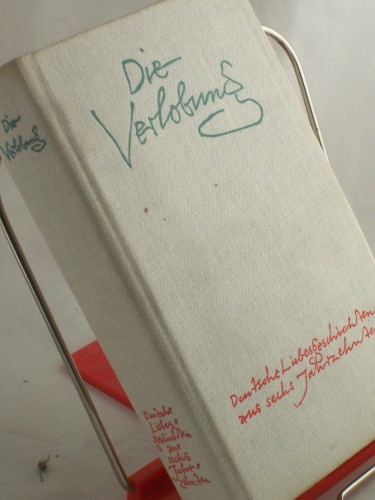 Die
Verlobung
Deutsche Liebesgeschichten
aus sechs Jahrzehnten
Die
Verlobung
Deutsche
Liebes-
geschichten
aus
sechs
Jahr-
zehnten